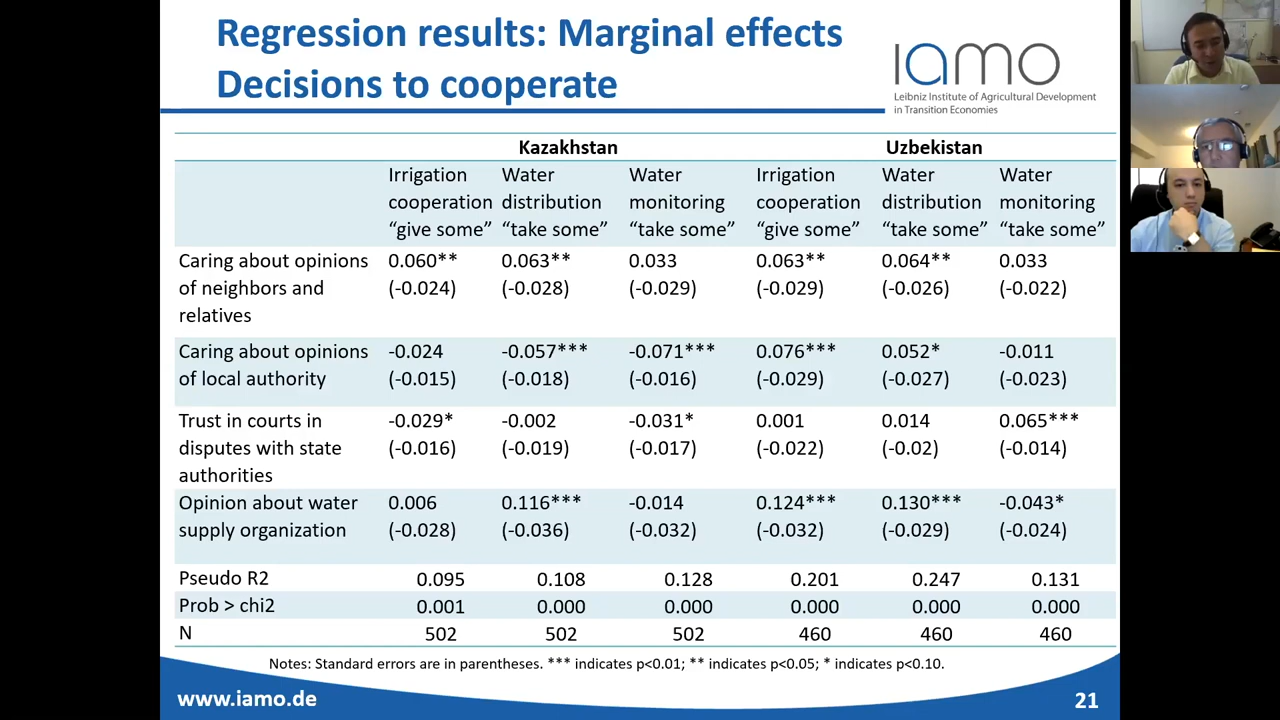 Regression results: Marginal effects
Decisions to cooperate
iamo
Leibniz Institute of Agricultural Development
in Transition Economies
Kazakhstan Uzbekistan
Irrigation Water Water Irrigation Water Water
cooperation distribution monitoring cooperation distribution monitoring
“give some” “take some” “take some” “give some” “take some” “take some”
Caring about opinions 0.060** 0.063** 0.033 0.063** 0.064** 0.033
of neighbors and (-0.024) (-0.028) (-0.029) (-0.029) (-0.026) (-0.022)
relatives
Caring about opinions -0.024 -0.057*** -0.071*** 0.076*** 0.052* -0.011
of local authority (-0.015) (-0.018) (-0.016) (-0.029) (-0.027) (-0.023)
Trust in courts in -0.029* -0.002 -0.031* 0.001 0.014 0.065***
disputes with state (-0.016) (-0.019) (-0.017) (-0.022) (-0.02) (-0.014)
authorities
Opinion about water 0.006 0.116*** -0.014 0.124*** 0.130*** -0.043*
supply organization (-0.028) (-0.036) (-0.032) (-0.032) (-0.029) (-0.024)
Pseudo R2 0.095 0.108 0.128 0.201 0.247 0.131
Prob > chi2 0.001 0.000 0.000 0.000 0.000 0.000
N 502 502 502 460 460 460
Notes: Standard errors are in parentheses. *** indicates p<0.01; ** indicates p<0.05; * indicates p<0.10.
www.iamo.de 21